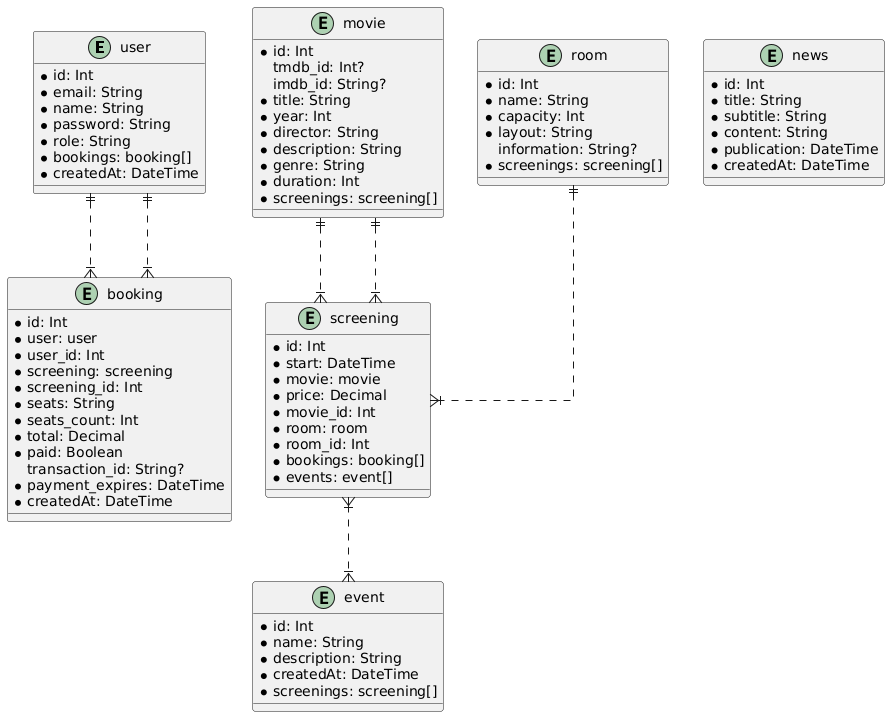 E user
id: Int
email: String
name: String
password: String
role: String
bookings: booking[]
createdAt: DateTime
E movie
id: Int
tmdb_id: Int?
imdb_id: String?
title: String
year: Int
director: String
description: String
genre: String
duration: Int
screenings: screening[]
E room
id: Int
name: String
capacity: Int
layout: String
information: String?
screenings: screening[]
E news
id: Int
title: String
subtitle: String
content: String
publication: DateTime
createdAt: DateTime
E booking
id: Int
user: user
user_id: Int
screening: screening
screening_id: Int
seats: String
seats_count: Int
total: Decimal
paid: Boolean
transaction_id: String?
payment_expires: DateTime
createdAt: DateTime
E screening
id: Int
start: DateTime
movie: movie
price: Decimal
movie_id: Int
room: room
room_id: Int
bookings: booking[]
events: event[]
E event
id: Int
name: String
description: String
createdAt: DateTime
screenings: screening[]